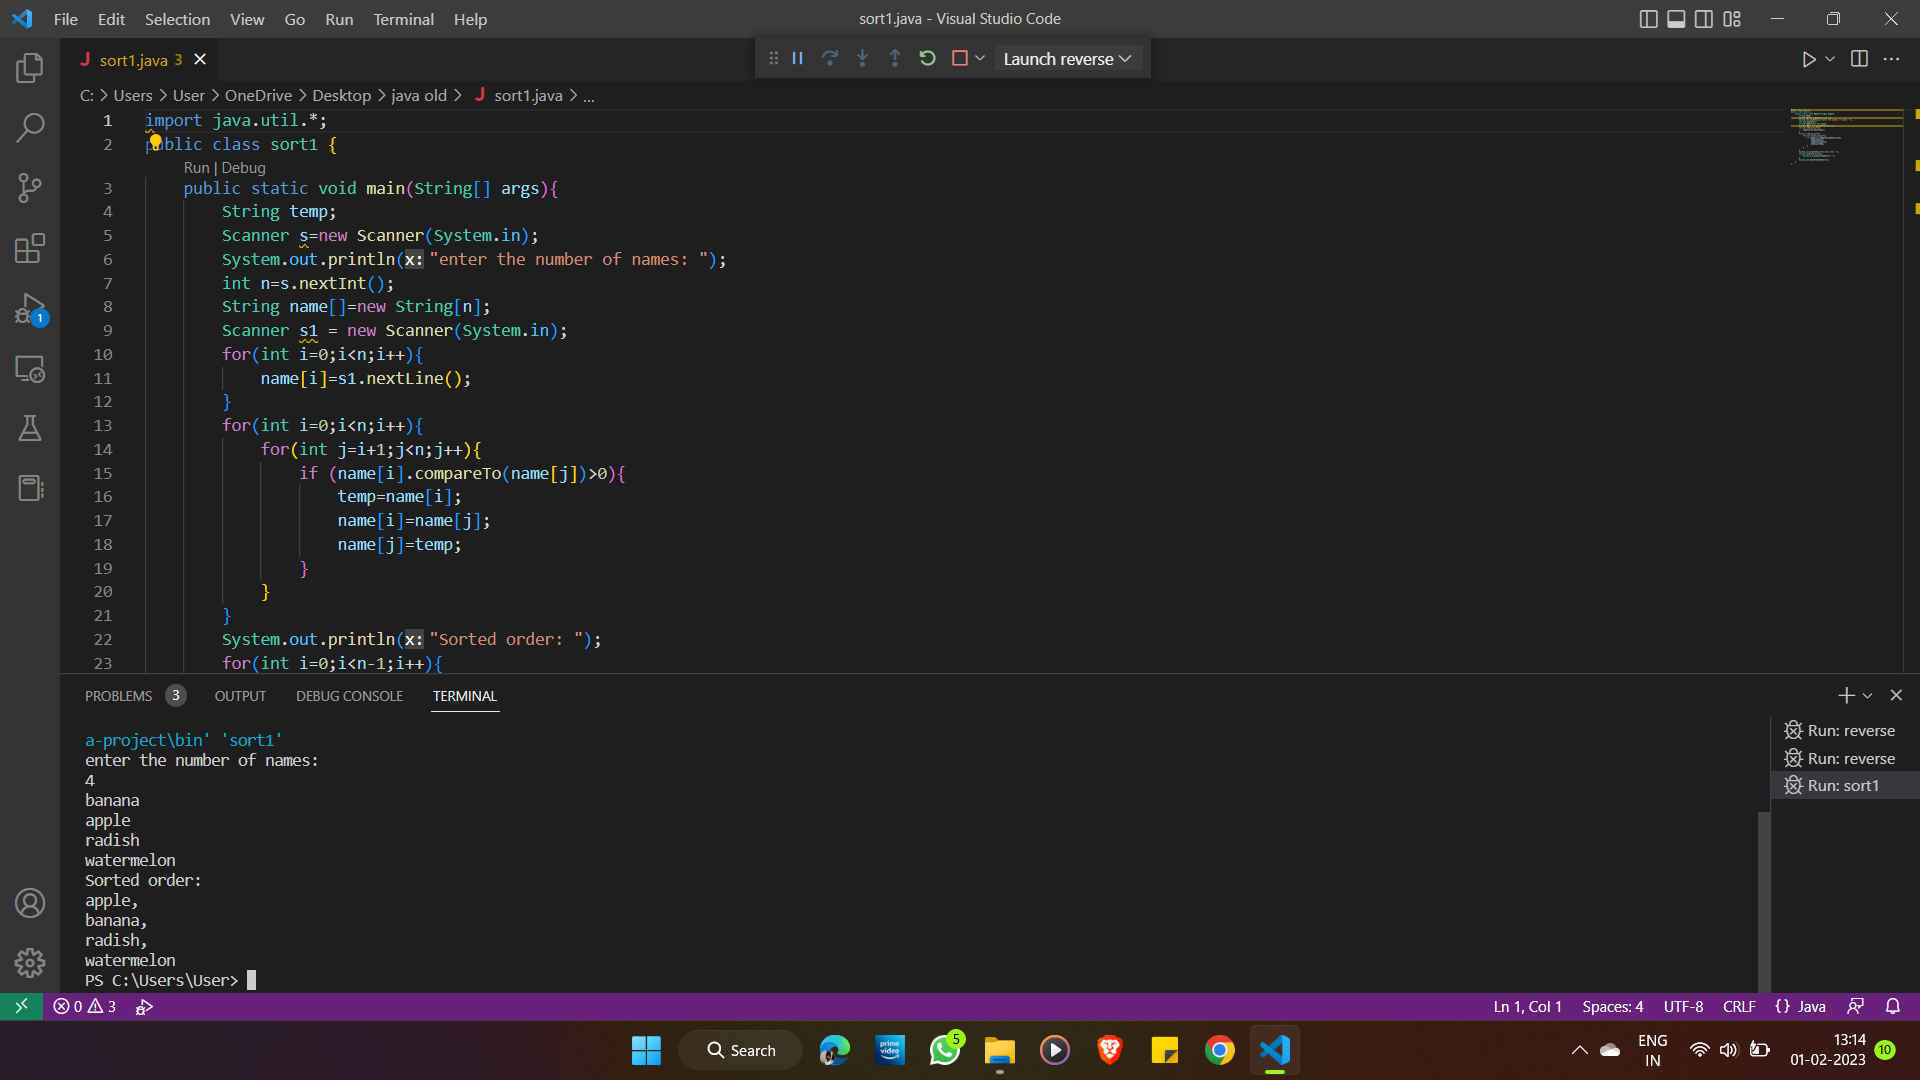 File Edit Selection View Go Run Terminal Help
sort1.java - Visual Studio Code
J sort1.java 3
Launch reverse
C: > Users > User > OneDrive > Desktop > java old > J sort1.java > ...
1 import java.util.*;
2 public class sort1 {
Run | Debug
3 public static void main(String[] args){
4 String temp;
5 Scanner s=new Scanner(System.in);
6 System.out.println(x: "enter the number of names: ");
7 int n=s.nextInt();
8 String name[]=new String[n];
9 Scanner s1 = new Scanner(System.in);
10 for(int i=0;i<n;i++){
11 name[i]=s1.nextLine();
12 }
13 for(int i=0;i<n;i++){
14 for(int j=i+1;j<n;j++){
15 if (name[i].compareTo(name[j])>0){
16 temp=name[i];
17 name[i]=name[j];
18 name[j]=temp;
19 }
20 }
21 }
22 System.out.println(x: "Sorted order: ");
23 for(int i=0;i<n-1;i++){
PROBLEMS 3 OUTPUT DEBUG CONSOLE TERMINAL
a-project\bin' 'sort1'
enter the number of names:
4
banana
apple
radish
watermelon
Sorted order:
apple,
banana,
radish,
watermelon
PS C:\Users\User>
Run: reverse
Run: reverse
Run: sort1
1
0 3
Ln 1, Col 1 Spaces: 4 UTF-8 CRLF {} Java
Search
prime video
5
ENG
IN
13:14
01-02-2023
10